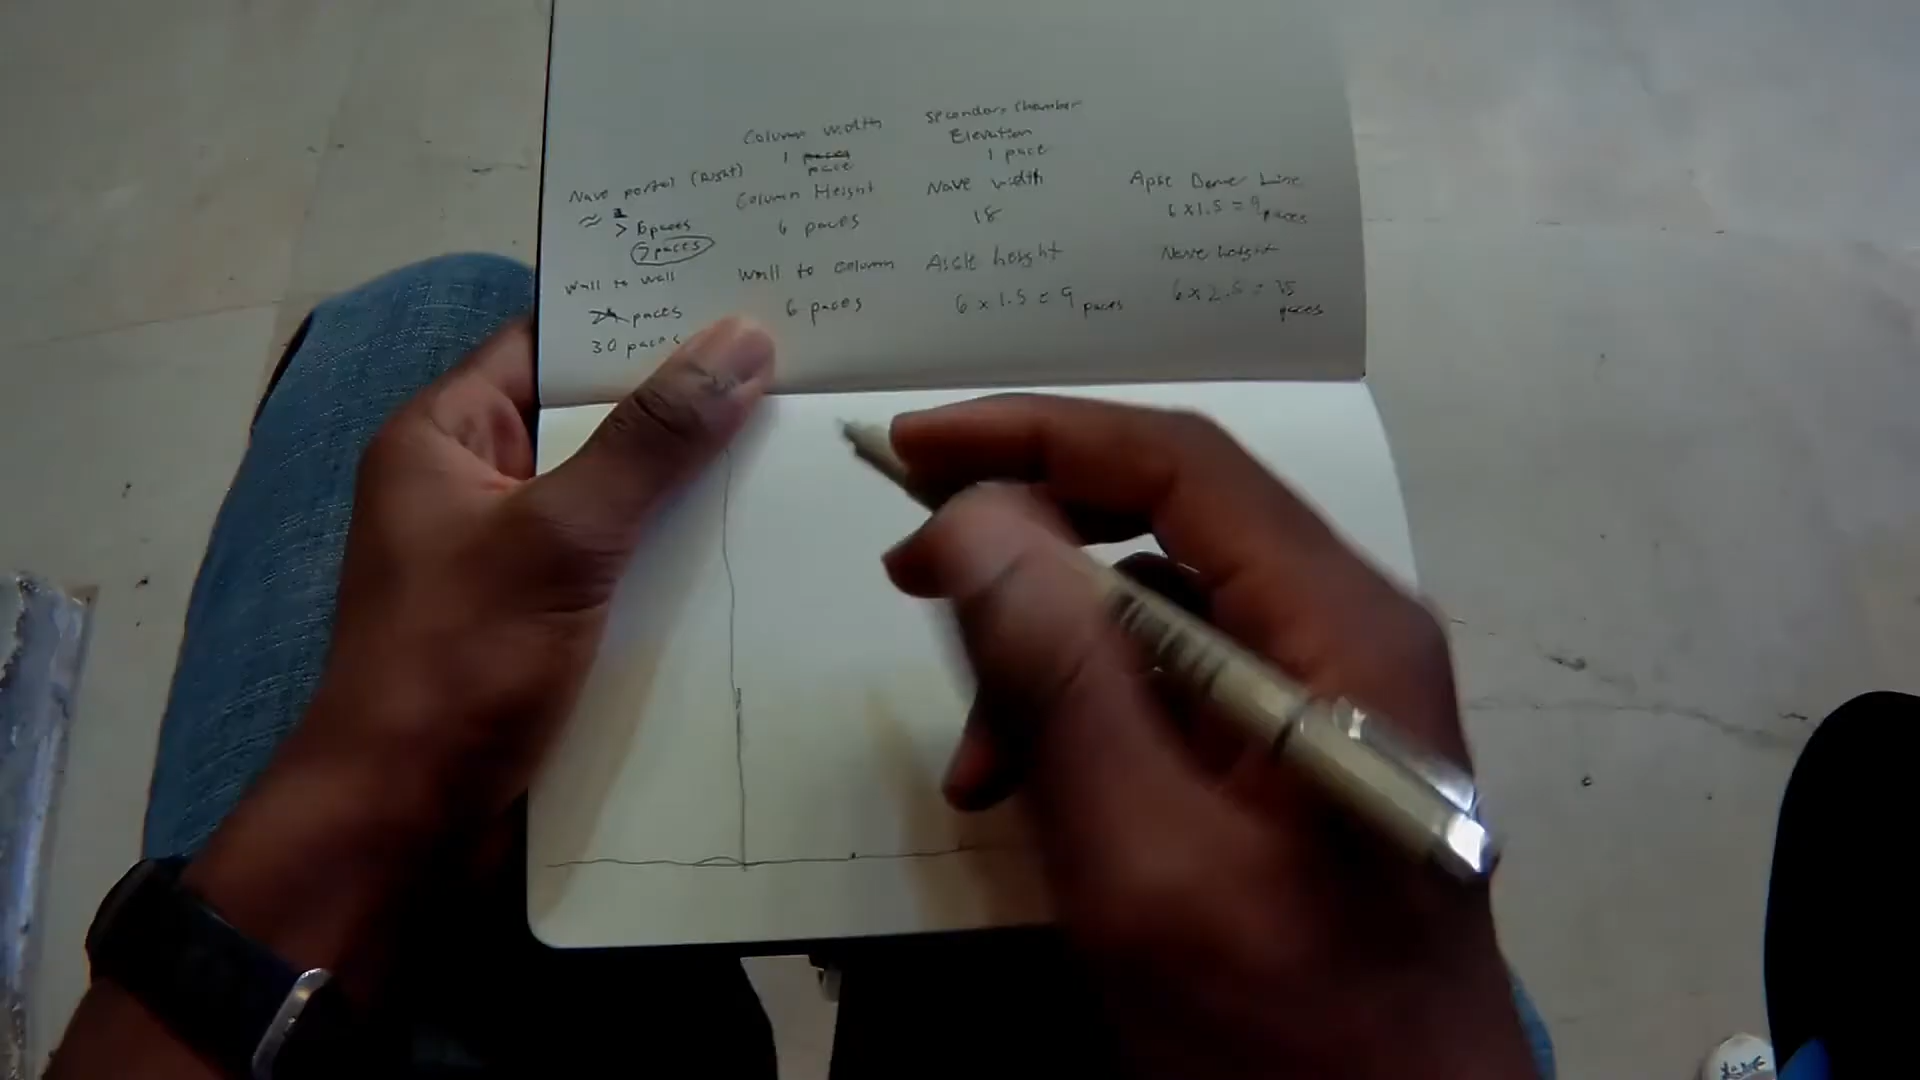 Nave portal (Right)
≈
> 6 paces
7 paces
Wall to Wall
24 paces
30 paces
Column width
1 paces
pace
Column Height
6 paces
Wall to Column
6 paces
Secondary Chamber
Elevation
1 pace
Nave width
18
Aisle height
6 x 1.5 = 9 paces
Apse Dome Line
6 x 1.5 = 9 paces
Nave height
6 x 2.5 = 15
paces